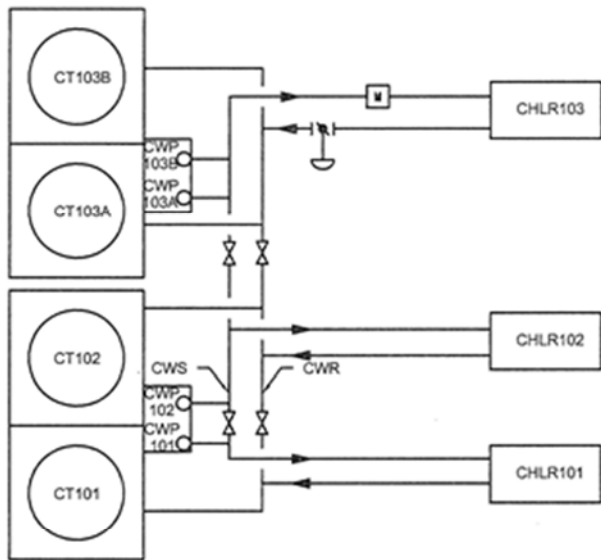 CT103B
CHLR103
M
CWP
103B
CWP
103A
CT103A
CHLR102
CT102
CWS
CWR
CWP
102
CWP
101
CHLR101
CT101